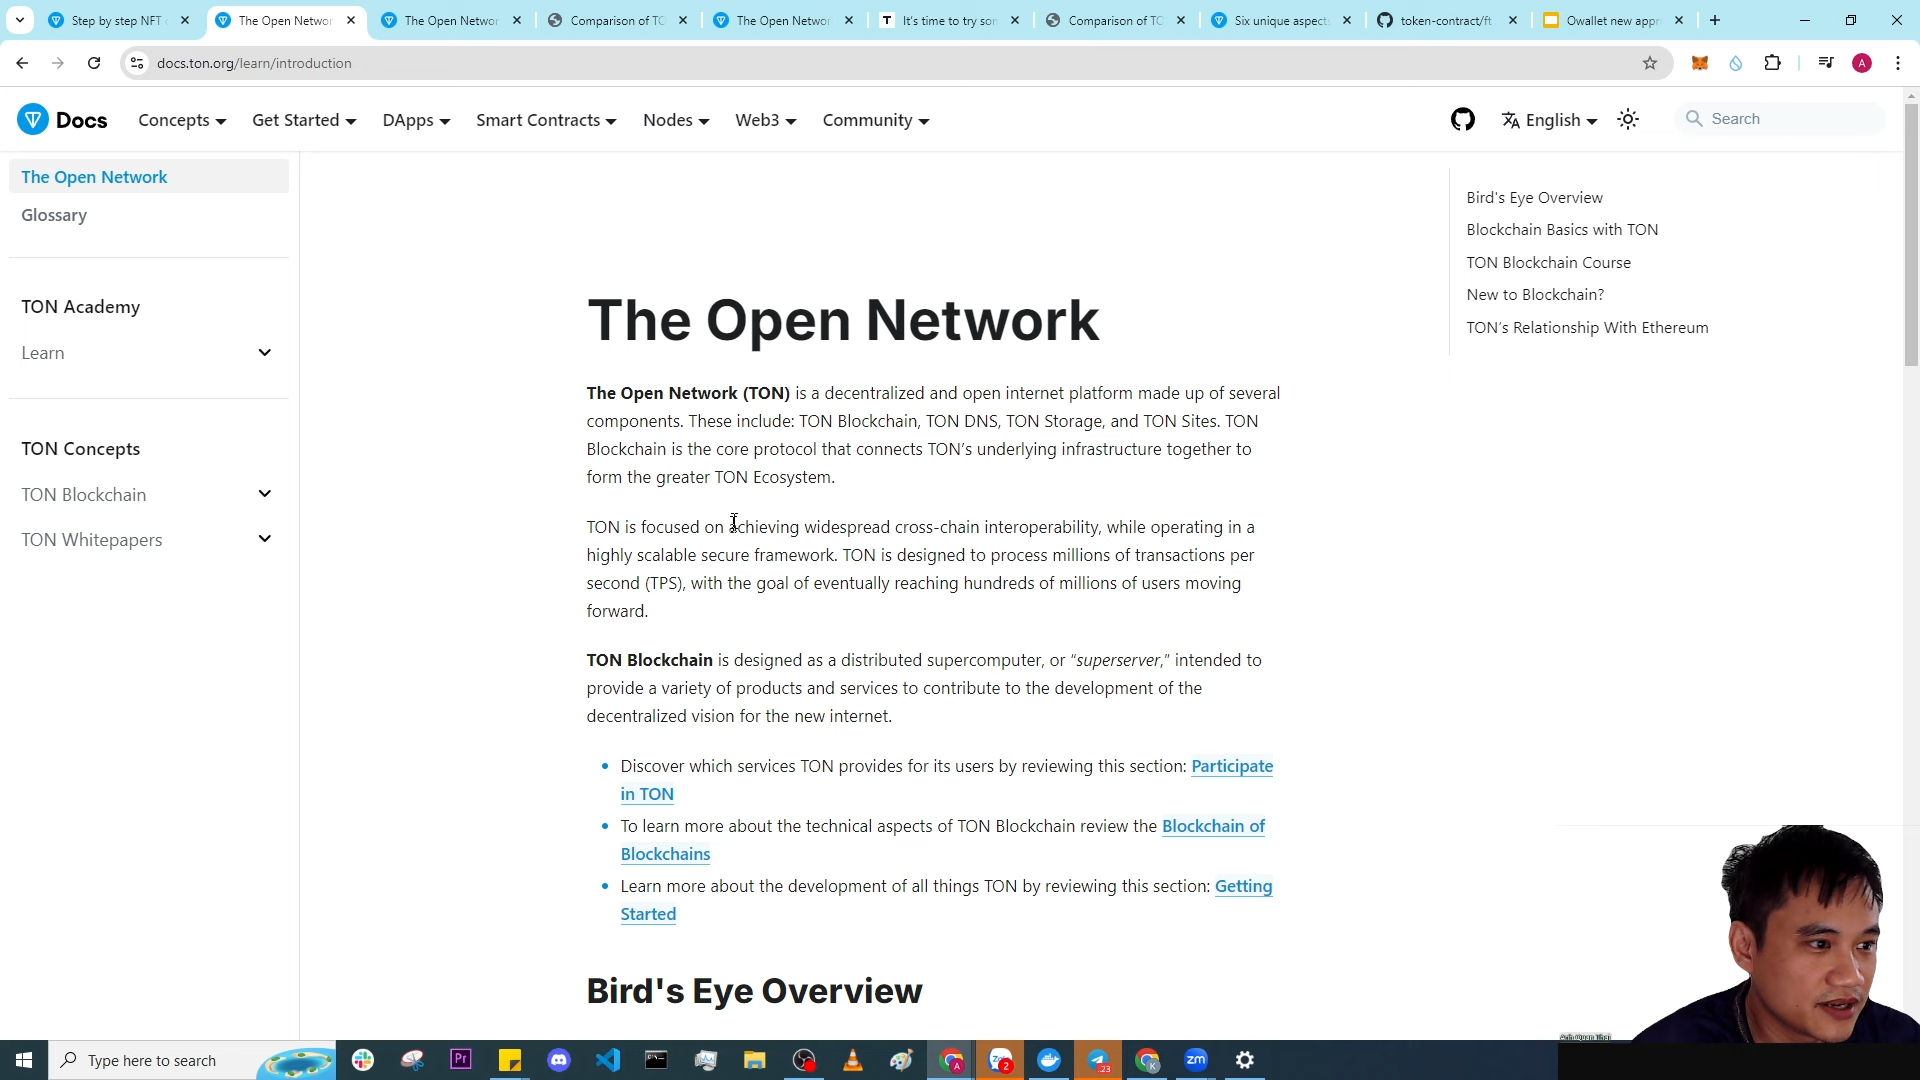 Step by step NFT
The Open Networ
The Open Networ
Comparison of TO
The Open Networ
It's time to try son
Comparison of TO
Six unique aspect
token-contract/ft
Owallet new appr
docs.ton.org/learn/introduction
A
Docs
Concepts
Get Started
DApps
Smart Contracts
Nodes
Web3
Community
English
Search
The Open Network
Glossary
TON Academy
Learn
TON Concepts
TON Blockchain
TON Whitepapers
The Open Network
The Open Network (TON) is a decentralized and open internet platform made up of several
components. These include: TON Blockchain, TON DNS, TON Storage, and TON Sites. TON
Blockchain is the core protocol that connects TON’s underlying infrastructure together to
form the greater TON Ecosystem.
TON is focused on achieving widespread cross-chain interoperability, while operating in a
highly scalable secure framework. TON is designed to process millions of transactions per
second (TPS), with the goal of eventually reaching hundreds of millions of users moving
forward.
TON Blockchain is designed as a distributed supercomputer, or “superserver,” intended to
provide a variety of products and services to contribute to the development of the
decentralized vision for the new internet.
Discover which services TON provides for its users by reviewing this section: Participate
in TON
To learn more about the technical aspects of TON Blockchain review the Blockchain of
Blockchains
Learn more about the development of all things TON by reviewing this section: Getting
Started
Bird's Eye Overview
Bird's Eye Overview
Blockchain Basics with TON
TON Blockchain Course
New to Blockchain?
TON’s Relationship With Ethereum
Type here to search
Pr
A
2
23
K
zm